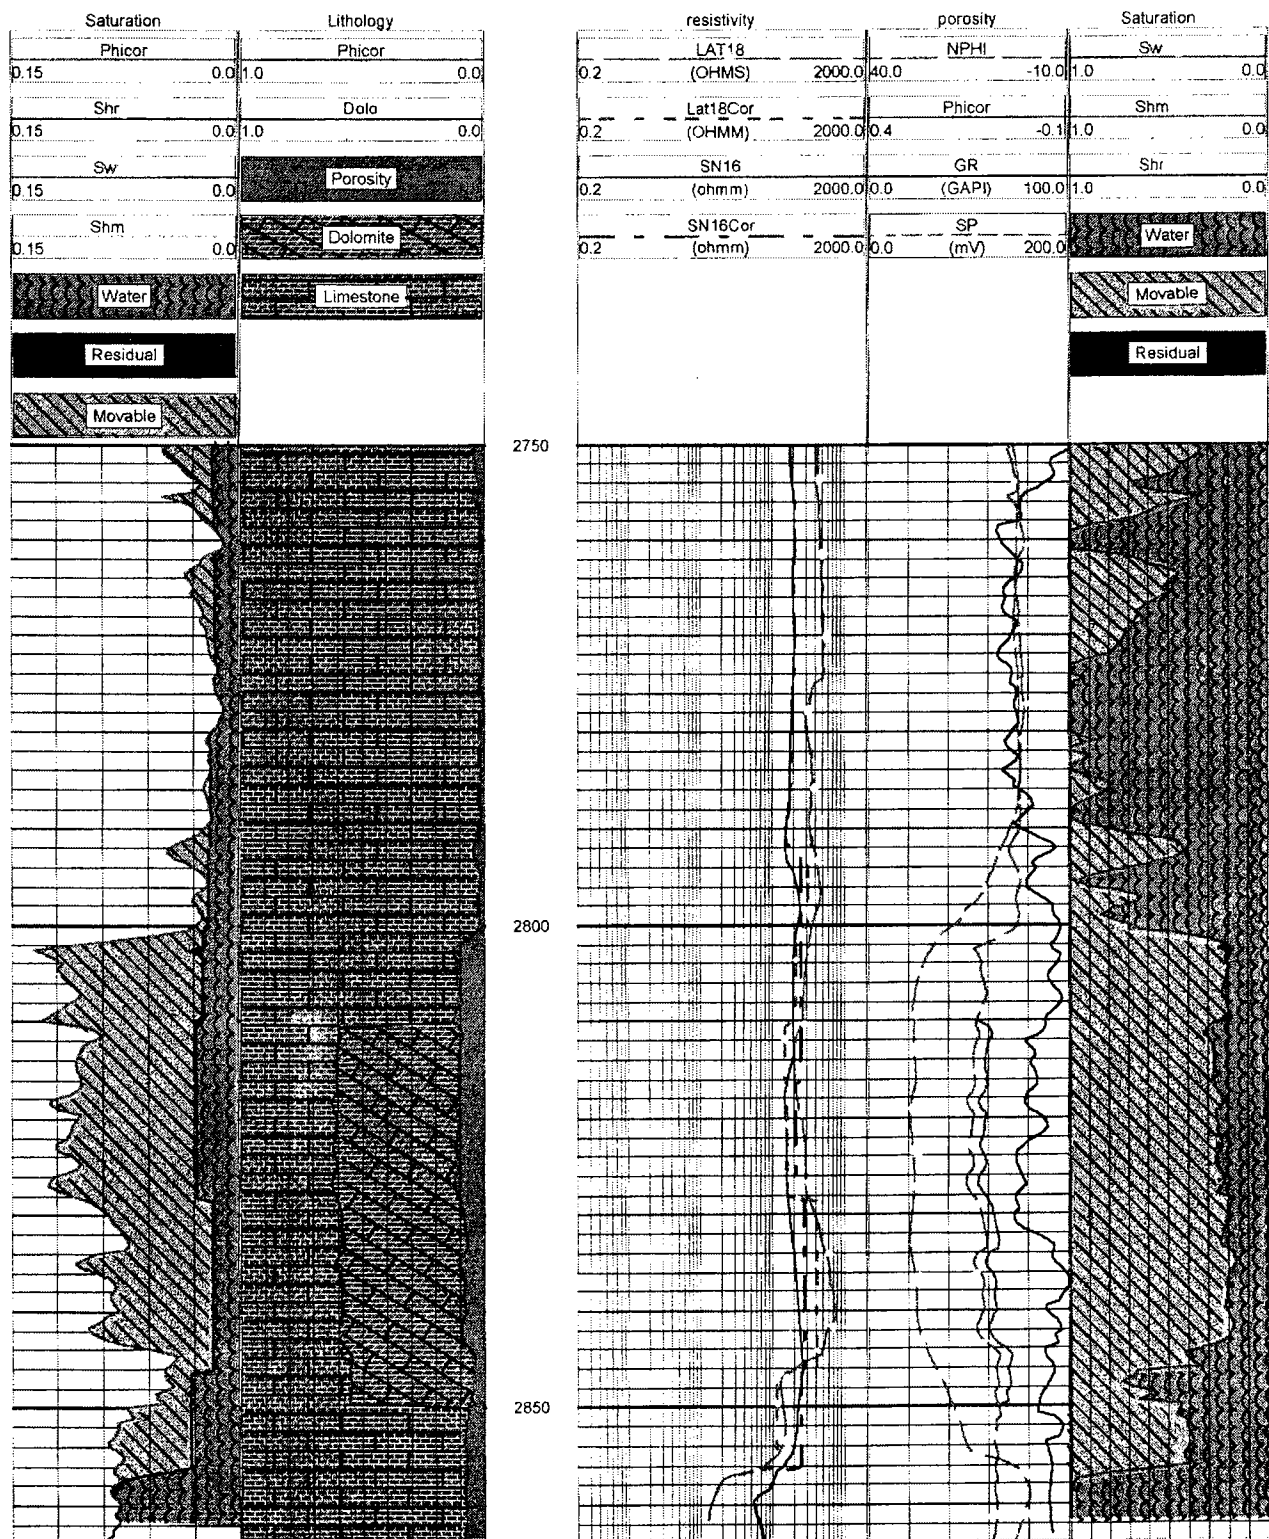 Saturation Lithology resistivity porosity Saturation
Phicor Phicor LAT18 NPHI Sw
0.15 0.0 1.0 0.0 0.2 (OHMS) 2000.0 40.0 -10.0 1.0 0.0
Shr Dolo Lat18Cor Phicor Shm
0.15 0.0 1.0 0.0 0.2 (OHMM) 2000.0 0.4 -0.1 1.0 0.0
Sw Porosity SN16 GR Shr
0.15 0.0 0.2 (ohmm) 2000.0 0.0 (GAPI) 100.0 1.0 0.0
Shm Dolomite SN16Cor SP Water
0.15 0.0 0.2 (ohmm) 2000.0 0.0 (mV) 200.0
Water Limestone Movable
Residual Residual
Movable
2750
2800
2850